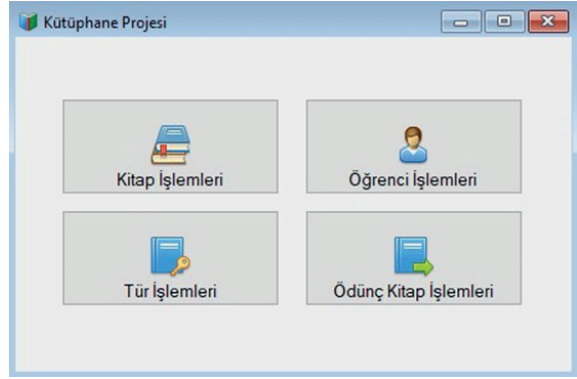 Kütüphane Projesi
Kitap İşlemleri
Öğrenci İşlemleri
Tür İşlemleri
Ödünç Kitap İşlemleri